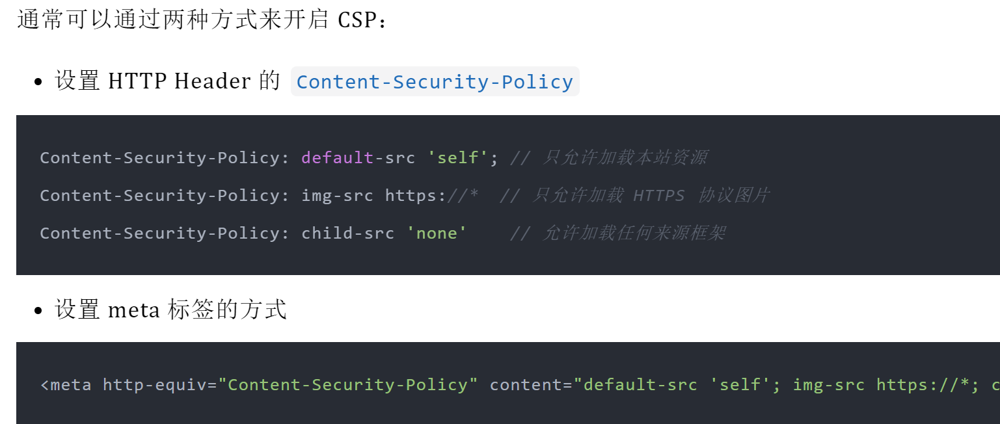 通常可以通过两种方式来开启 CSP：
设置 HTTP Header 的 Content-Security-Policy
Content-Security-Policy: default-src 'self'; // 只允许加载本站资源
Content-Security-Policy: img-src https://* // 只允许加载 HTTPS 协议图片
Content-Security-Policy: child-src 'none' // 允许加载任何来源框架
设置 meta 标签的方式
<meta http-equiv="Content-Security-Policy" content="default-src 'self'; img-src https://*; c